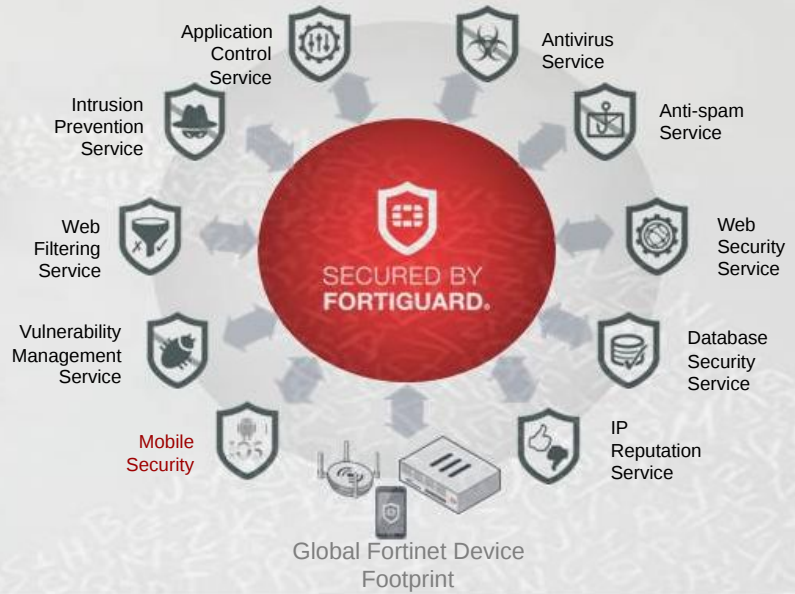 Application
Control
Service
Antivirus
Service
Intrusion
Prevention
Service
Anti-spam
Service
Web
Filtering
Service
SECURED BY
FORTIGUARD®
Web
Security
Service
Vulnerability
Management
Service
Database
Security
Service
Mobile
Security
iOS
IP
Reputation
Service
Global Fortinet Device
Footprint